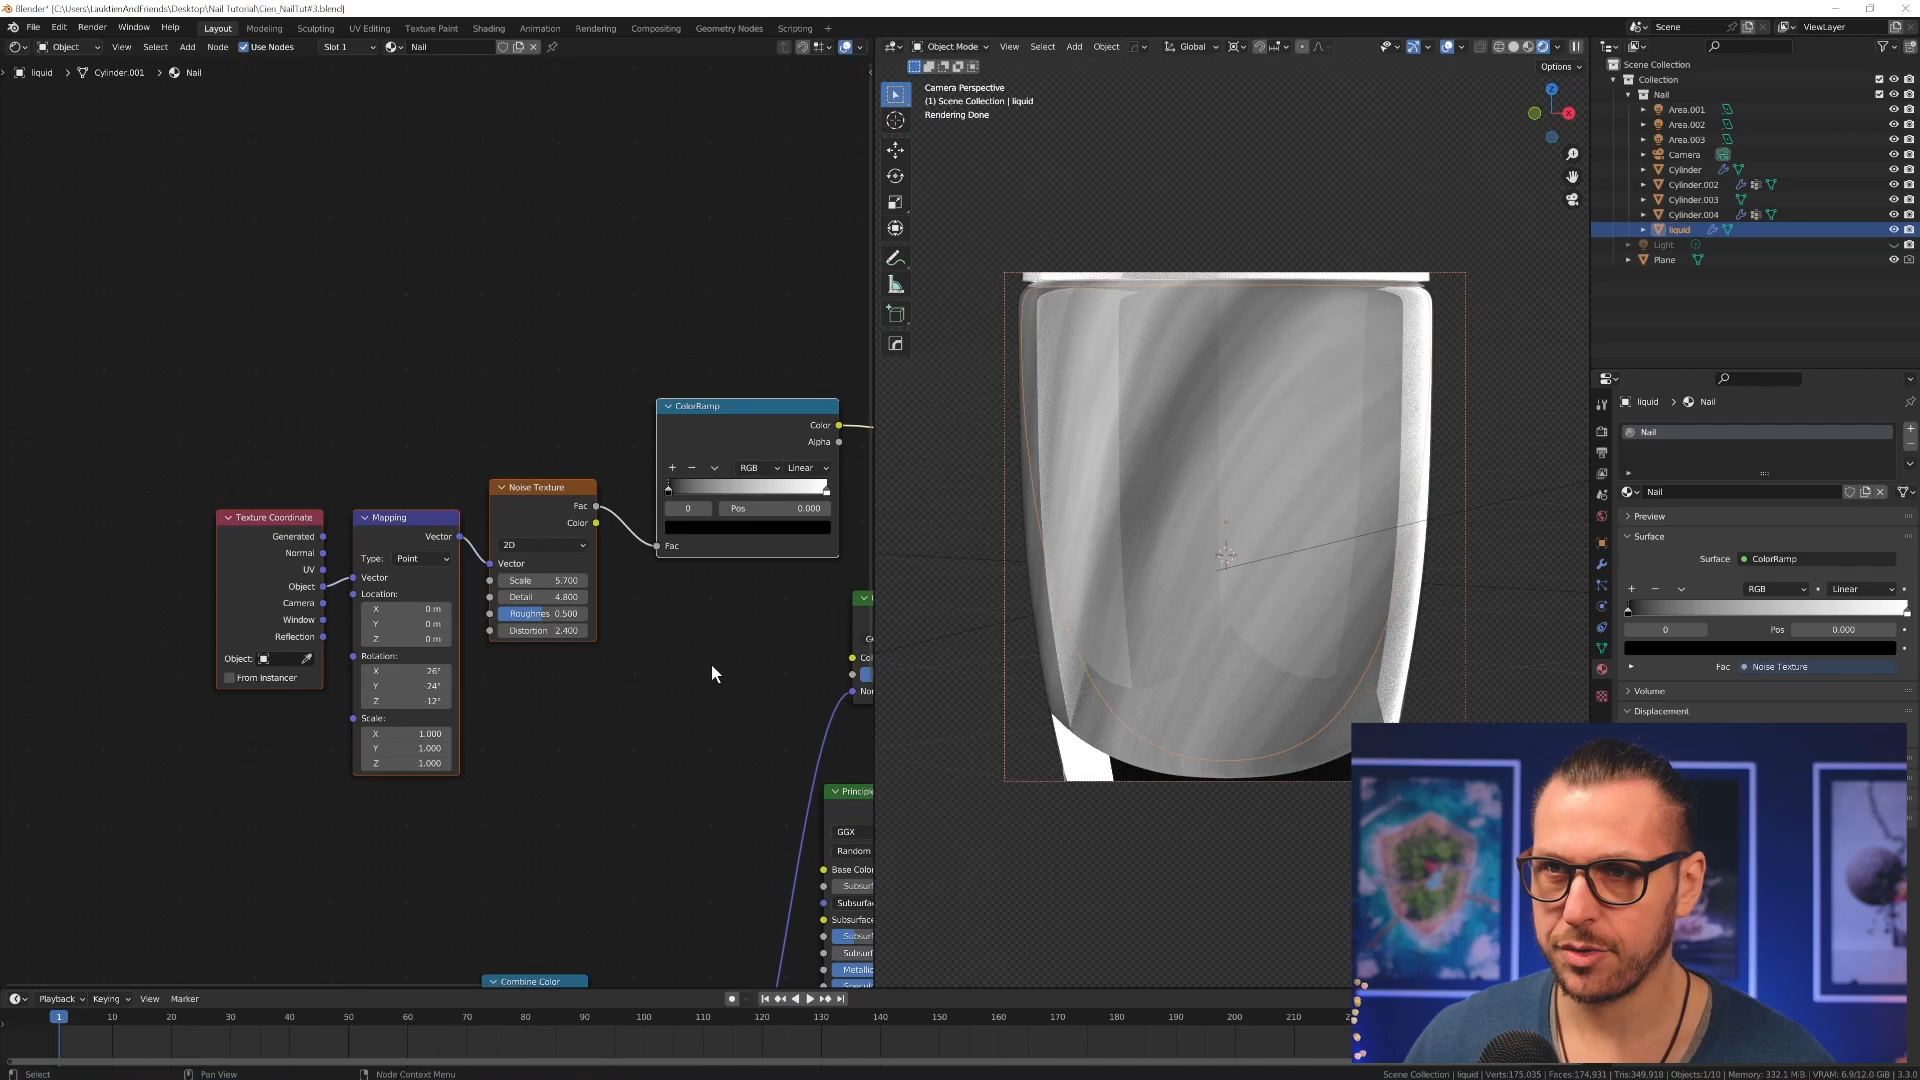 Blender* [C:\Users\LauktienAndFriends\Desktop\Nail Tutorial\Cien_NailTut#3.blend]
File Edit Render Window Help Layout Modeling Sculpting UV Editing Texture Paint Shading Animation Rendering Compositing Geometry Nodes Scripting +
Scene ViewLayer
Object View Select Add Node Use Nodes Slot 1 Nail
Object Mode View Select Add Object Global
Options
liquid > Cylinder.001 > Nail
Camera Perspective
(1) Scene Collection | liquid
Rendering Done
Z
X
Scene Collection
Collection
Nail
Area.001
Area.002
Area.003
Camera
Cylinder
Cylinder.002
Cylinder.003
Cylinder.004
liquid
Light
Plane
ColorRamp
Color
Alpha
+ − RGB Linear
0 Pos 0.000
Fac
Noise Texture
Fac
Color
2D
Vector
Scale 5.700
Detail 4.800
Roughnes 0.500
Distortion 2.400
Texture Coordinate
Generated
Normal
UV
Object
Camera
Window
Reflection
Object:
From Instancer
Mapping
Vector
Type: Point
Vector
Location:
X 0 m
Y 0 m
Z 0 m
Rotation:
X 26°
Y -24°
Z -12°
Scale:
X 1.000
Y 1.000
Z 1.000
Principle
GGX
Random
Base Color
Subsurf
Subsurfa
Subsurface
Subsurf
Subsurf
Metallic
Combine Color
liquid > Nail
Nail
Nail
Preview
Surface
Surface ColorRamp
+ − RGB Linear
0 Pos 0.000
Fac Noise Texture
Volume
Displacement
Playback Keying View Marker
1 10 20 30 40 50 60 70 80 90 100 110 120 130 140 150 160 170 180 190 200 210
Select Pan View Node Context Menu
Scene Collection | liquid | Verts:175,035 | Faces:174,931 | Tris:349,918 | Objects:1/10 | Memory: 332.1 MiB | VRAM: 6.9/12.0 GiB | 3.3.0